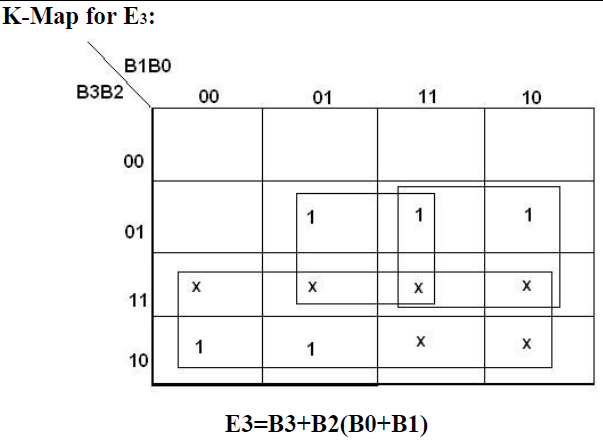 K-Map for E3:
B1B0
B3B2
00 01 11 10
00
01 1 1 1
11 x x x x
10 1 1 x x
E3=B3+B2(B0+B1)